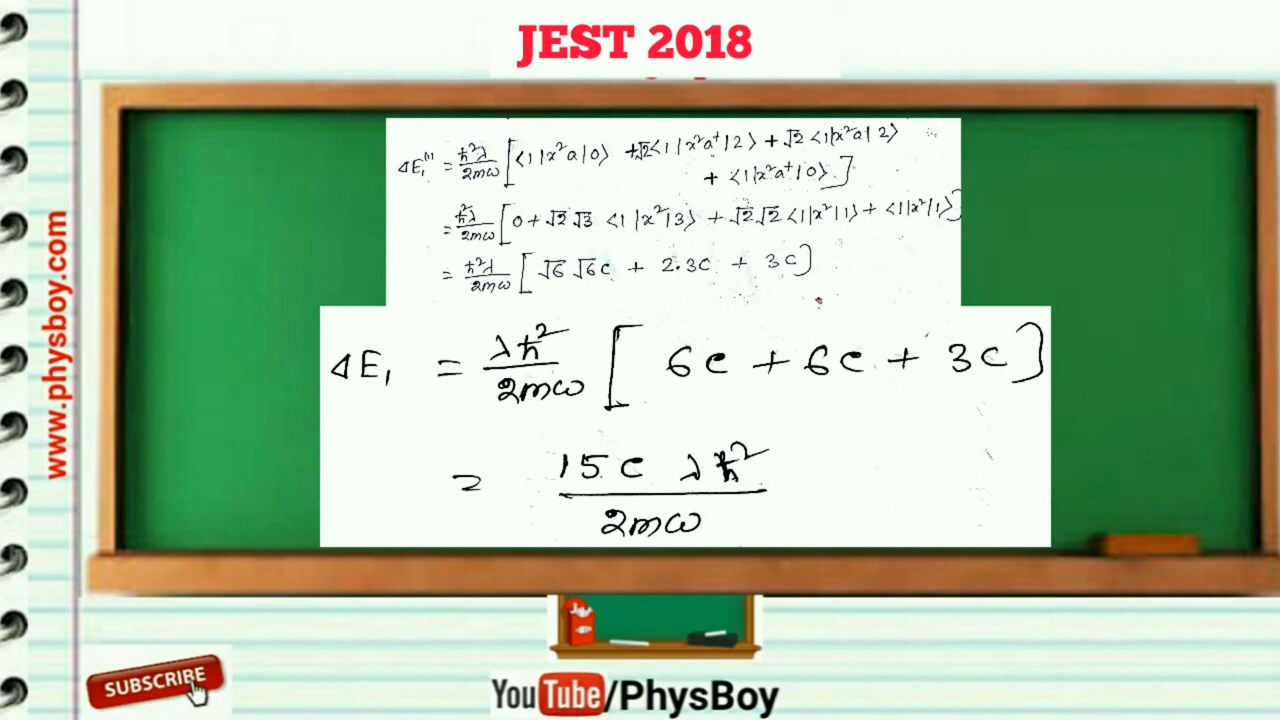 JEST 2018
ΔE₁⁽¹⁾ = ħ²λ/2mω [⟨1|x²a|0⟩ + √2⟨1|x²a†|2⟩ + √2⟨1|x²a|2⟩
+ ⟨1|x²a†|0⟩]
= ħ²λ/2mω [0 + √2 √3 ⟨1|x²|3⟩ + √2√2⟨1|x²|1⟩ + ⟨1|x²|1⟩]
= ħ²λ/2mω [√6 √6c + 2.3c + 3c]
ΔE₁ = λħ²/2mω [6c + 6c + 3c]
= 15c λħ²/2mω
www.physboy.com
SUBSCRIBE
YouTube/PhysBoy